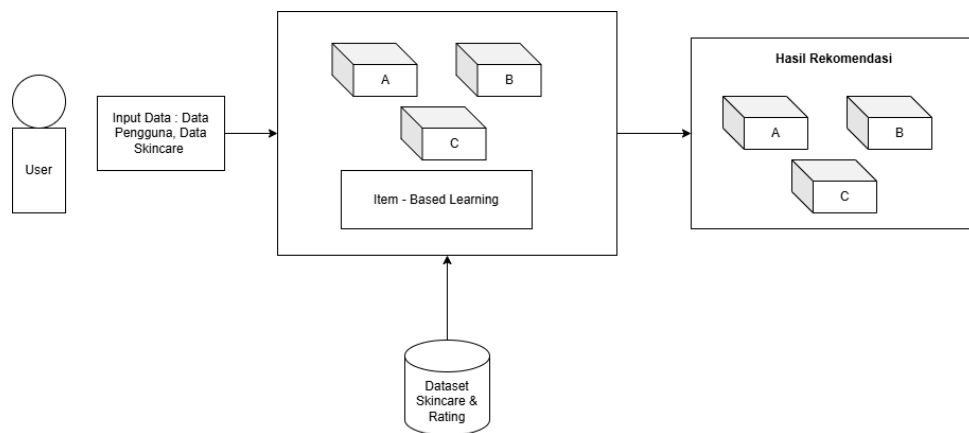 User
Input Data : Data
Pengguna, Data
Skincare
A
B
C
Item - Based Learning
Dataset
Skincare &
Rating
Hasil Rekomendasi
A
B
C